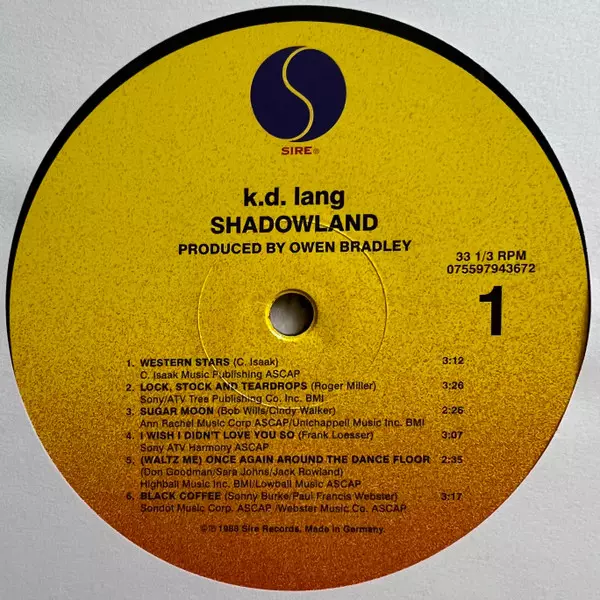 SIRE®
k.d. lang
SHADOWLAND
PRODUCED BY OWEN BRADLEY
33 1/3 RPM
075597943672
1
1. WESTERN STARS (C. Isaak) 3:12
C. Isaak Music Publishing ASCAP
2. LOCK, STOCK AND TEARDROPS (Roger Miller) 3:26
Sony/ATV Tree Publishing Co. Inc. BMI
3. SUGAR MOON (Bob Wills/Cindy Walker) 2:26
Ann Rachel Music Corp ASCAP/Unichappell Music Inc. BMI
4. I WISH I DIDN'T LOVE YOU SO (Frank Loesser) 3:07
Sony ATV Harmony ASCAP
5. (WALTZ ME) ONCE AGAIN AROUND THE DANCE FLOOR 2:35
(Don Goodman/Sara Johns/Jack Rowland)
Highball Music Inc. BMI/Lowball Music ASCAP
6. BLACK COFFEE (Sonny Burke/Paul Francis Webster) 3:17
Sondot Music Corp. ASCAP /Webster Music Co. ASCAP
©℗ 1988 Sire Records. Made in Germany.